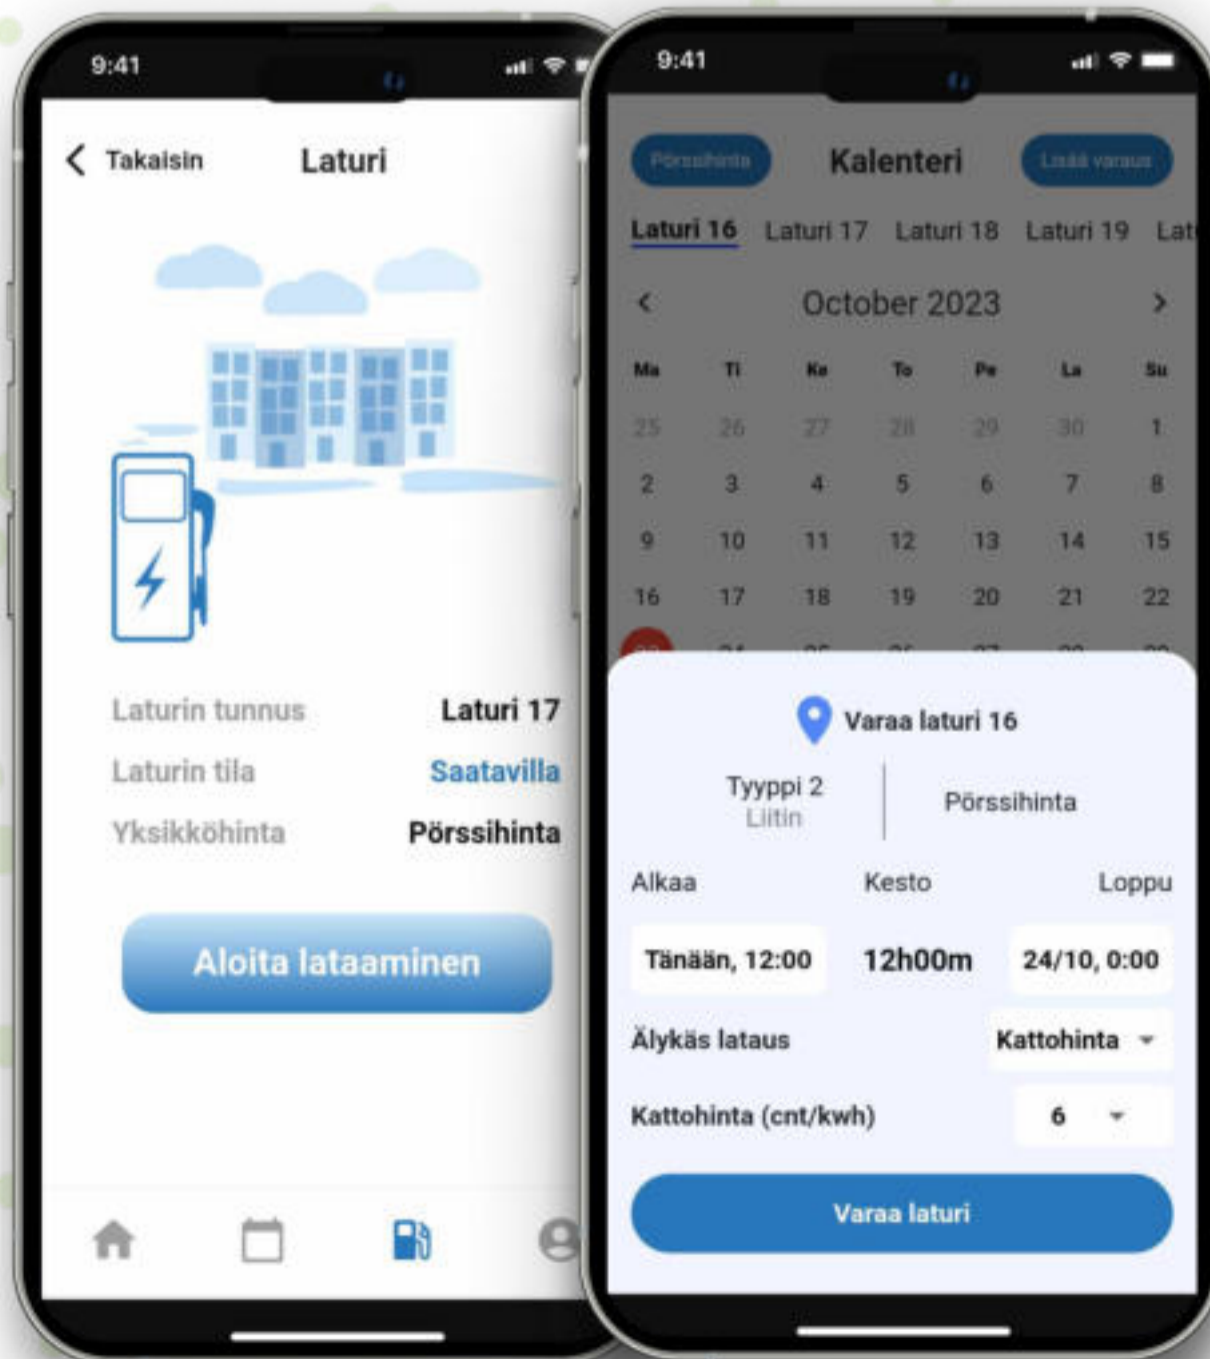 9:41
Takaisin
Laturi
Laturin tunnus Laturi 17
Laturin tila Saatavilla
Yksikköhinta Pörssihinta
Aloita lataaminen
9:41
Pörssihinta Kalenteri Lisää varaus
Laturi 16 Laturi 17 Laturi 18 Laturi 19
October 2023
Ma Ti Ke To Pe La Su
25 26 27 28 29 30 1
2 3 4 5 6 7 8
9 10 11 12 13 14 15
16 17 18 19 20 21 22
Varaa laturi 16
Tyyppi 2
Liitin
Pörssihinta
Alkaa Kesto Loppu
Tänään, 12:00 12h00m 24/10, 0:00
Älykäs lataus Kattohinta
Kattohinta (cnt/kwh) 6
Varaa laturi